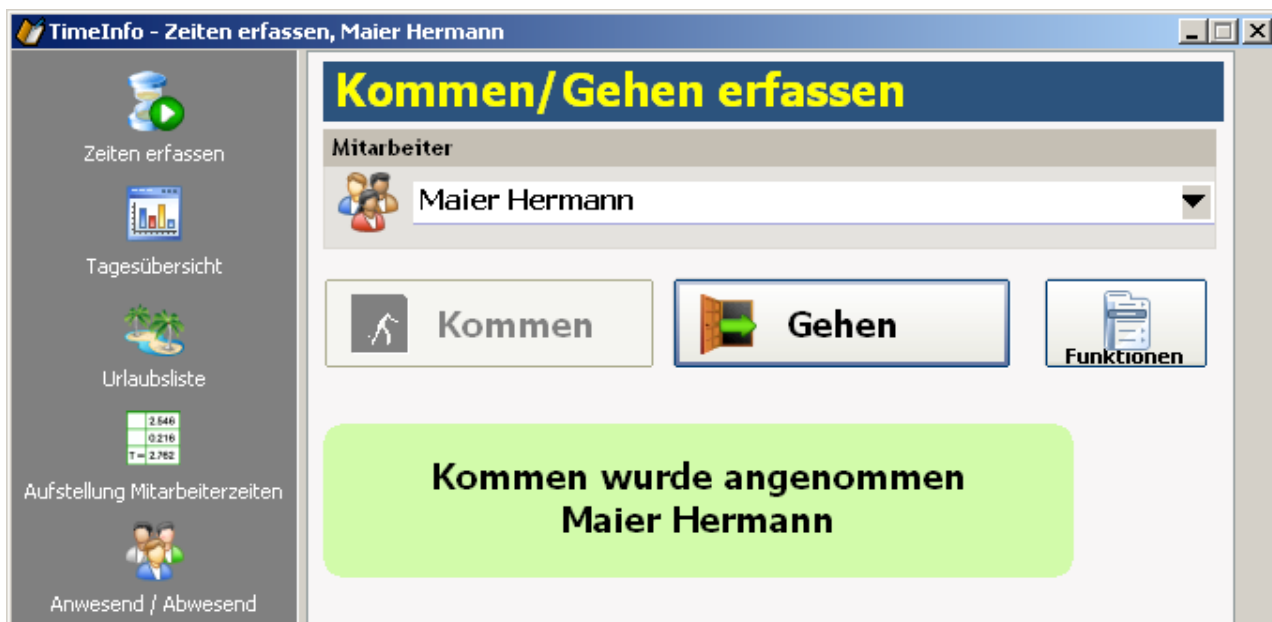 TimeInfo - Zeiten erfassen, Maier Hermann
Zeiten erfassen
Tagesübersicht
Urlaubsliste
2.546
0.216
T = 2.762
Aufstellung Mitarbeiterzeiten
Anwesend / Abwesend
Kommen/Gehen erfassen
Mitarbeiter
Maier Hermann
Kommen
Gehen
Funktionen
Kommen wurde angenommen
Maier Hermann